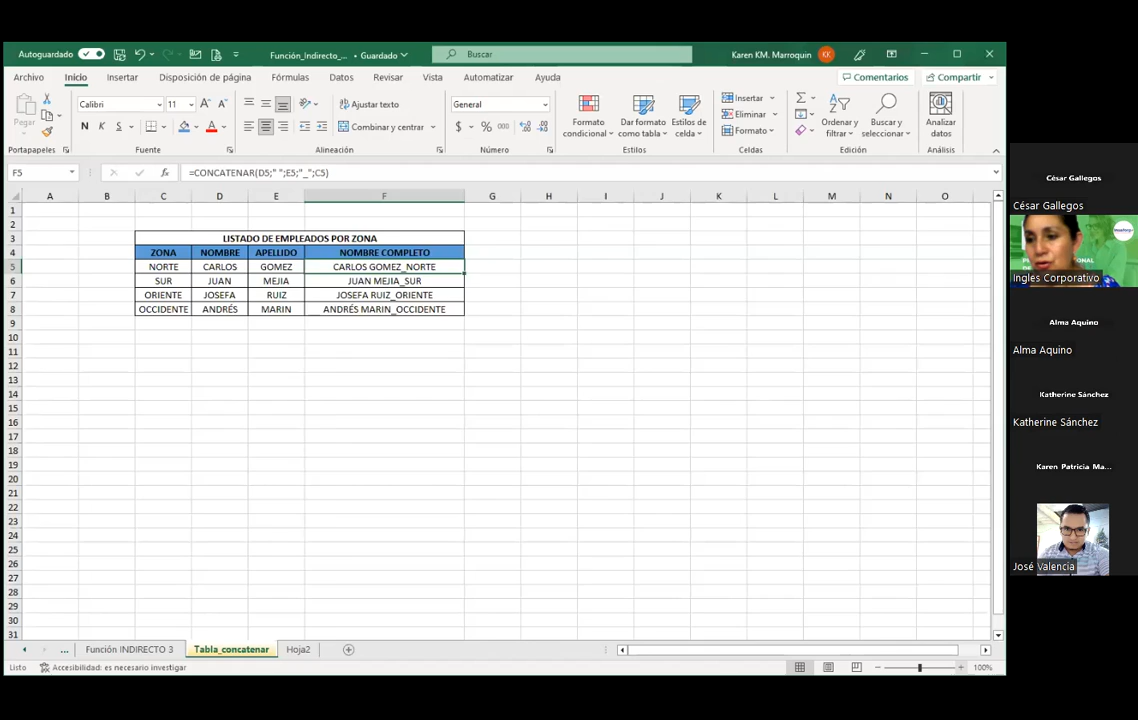 Autoguardado
Función_Indirecto_... • Guardado
Buscar
Karen KM. Marroquin
KK
Archivo Inicio Insertar Disposición de página Fórmulas Datos Revisar Vista Automatizar Ayuda
Comentarios
Compartir
Pegar
Calibri 11
N K S
Ajustar texto
Combinar y centrar
General
$ % 000
Formato condicional
Dar formato como tabla
Estilos de celda
Insertar
Eliminar
Formato
Ordenar y filtrar
Buscar y seleccionar
Analizar datos
Portapapeles Fuente Alineación Número Estilos Celdas Edición Análisis
F5 fx =CONCATENAR(D5;" ";E5;"_";C5)
A B C D E F G H I J K L M N O
1
2
3 LISTADO DE EMPLEADOS POR ZONA
4 ZONA NOMBRE APELLIDO NOMBRE COMPLETO
5 NORTE CARLOS GOMEZ CARLOS GOMEZ_NORTE
6 SUR JUAN MEJIA JUAN MEJIA_SUR
7 ORIENTE JOSEFA RUIZ JOSEFA RUIZ_ORIENTE
8 OCCIDENTE ANDRÉS MARIN ANDRÉS MARIN_OCCIDENTE
9
10
11
12
13
14
15
16
17
18
19
20
21
22
23
24
25
26
27
28
29
30
31
... Función INDIRECTO 3 Tabla_concatenar Hoja2
Listo Accesibilidad: es necesario investigar
100%
César Gallegos
César Gallegos
Ingles Corporativo
Alma Aquino
Alma Aquino
Katherine Sánchez
Katherine Sánchez
Karen Patricia Ma...
José Valencia